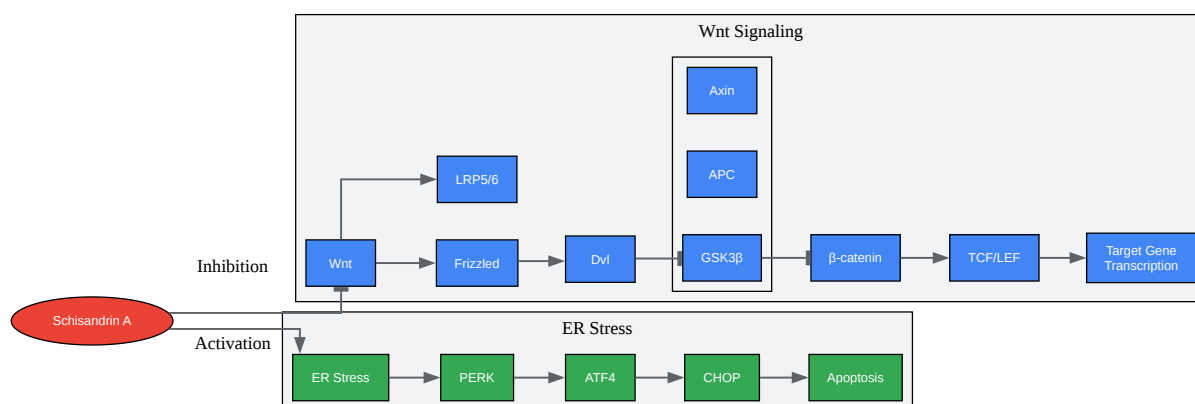 Wnt Signaling
Axin
APC
LRP5/6
Wnt
Frizzled
Dvl
GSK3β
β-catenin
TCF/LEF
Target Gene
Transcription
Inhibition
Schisandrin A
Activation
ER Stress
ER Stress
PERK
ATF4
CHOP
Apoptosis